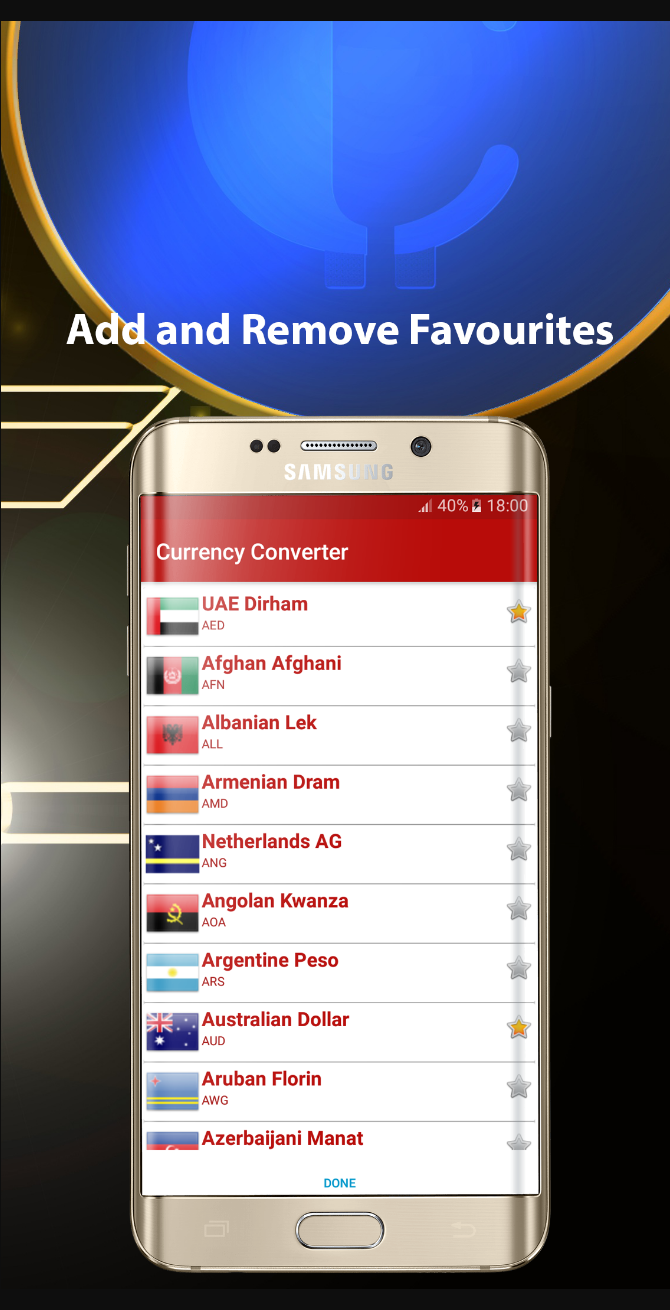 Add and Remove Favourites
SAMSUNG
40% 18:00
Currency Converter
UAE Dirham
AED
Afghan Afghani
AFN
Albanian Lek
ALL
Armenian Dram
AMD
Netherlands AG
ANG
Angolan Kwanza
AOA
Argentine Peso
ARS
Australian Dollar
AUD
Aruban Florin
AWG
Azerbaijani Manat
DONE